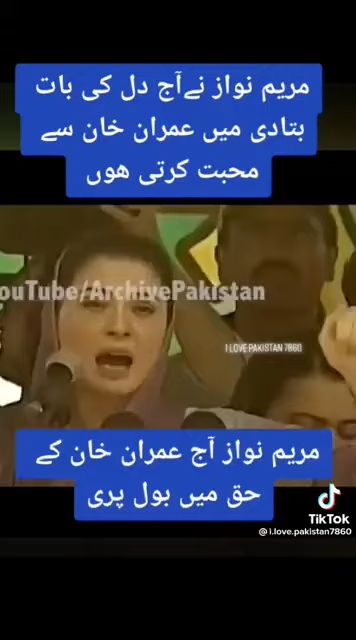 مریم نواز نےآج دل کی بات
بتادی میں عمران خان سے
محبت کرتی ھوں
ouTube/ArchivePakistan
I LOVE PAKISTAN 7860
مریم نواز آج عمران خان کے
حق میں بول پری
TikTok
@i.love.pakistan7860